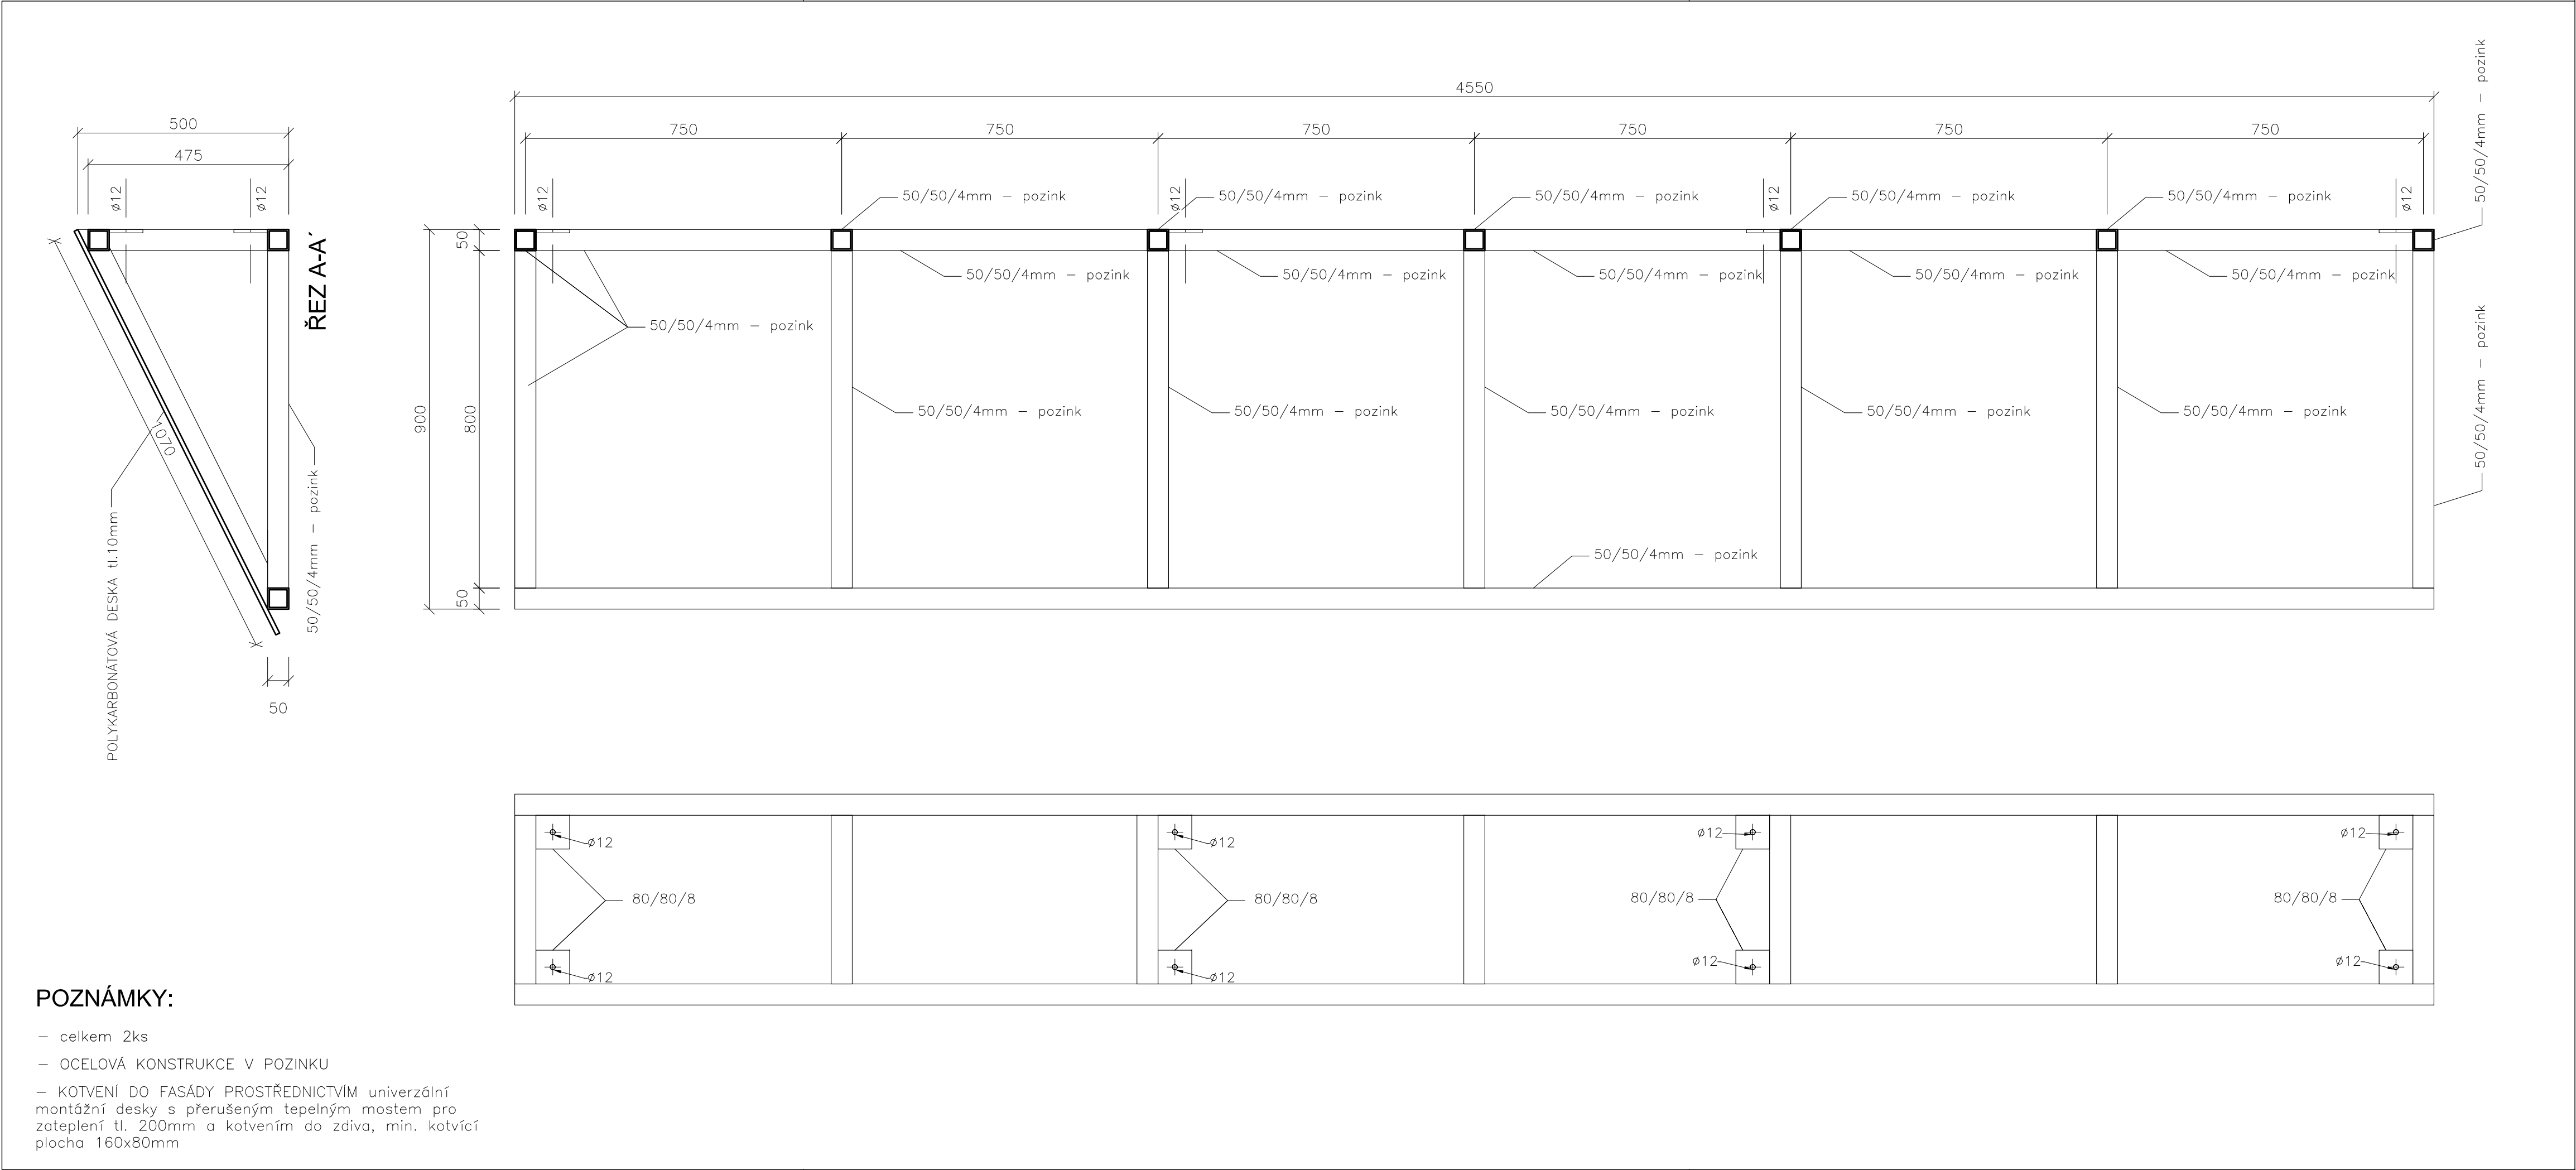 4550
500
750
750
750
750
750
750
475
ø12
ø12
ø12
ø12
ø12
ø12
50/50/4mm – pozink
50/50/4mm – pozink
50/50/4mm – pozink
50/50/4mm – pozink
50/50/4mm – pozink
50/50/4mm – pozink
ŘEZ A-A´
50
50/50/4mm – pozink
50/50/4mm – pozink
50/50/4mm – pozink
50/50/4mm – pozink
50/50/4mm – pozink
50/50/4mm – pozink
50/50/4mm – pozink
900
800
1070
50/50/4mm – pozink
50/50/4mm – pozink
50/50/4mm – pozink
50/50/4mm – pozink
50/50/4mm – pozink
50/50/4mm – pozink
POLYKARBONÁTOVÁ DESKA tl.10mm
50/50/4mm – pozink
50
50
ø12
ø12
ø12
ø12
80/80/8
80/80/8
80/80/8
80/80/8
ø12
ø12
ø12
ø12
POZNÁMKY:
– celkem 2ks
– OCELOVÁ KONSTRUKCE V POZINKU
– KOTVENÍ DO FASÁDY PROSTŘEDNICTVÍM univerzální
montážní desky s přerušeným tepelným mostem pro
zateplení tl. 200mm a kotvením do zdiva, min. kotvící
plocha 160x80mm